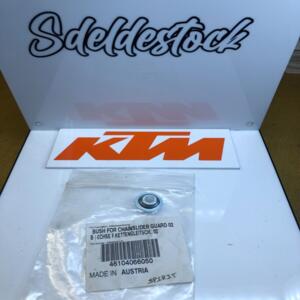 Sdeldestock
KTM
BUSH FOR CHAINSLIDER GUARD 02
46104066050
MADE IN AUSTRIA